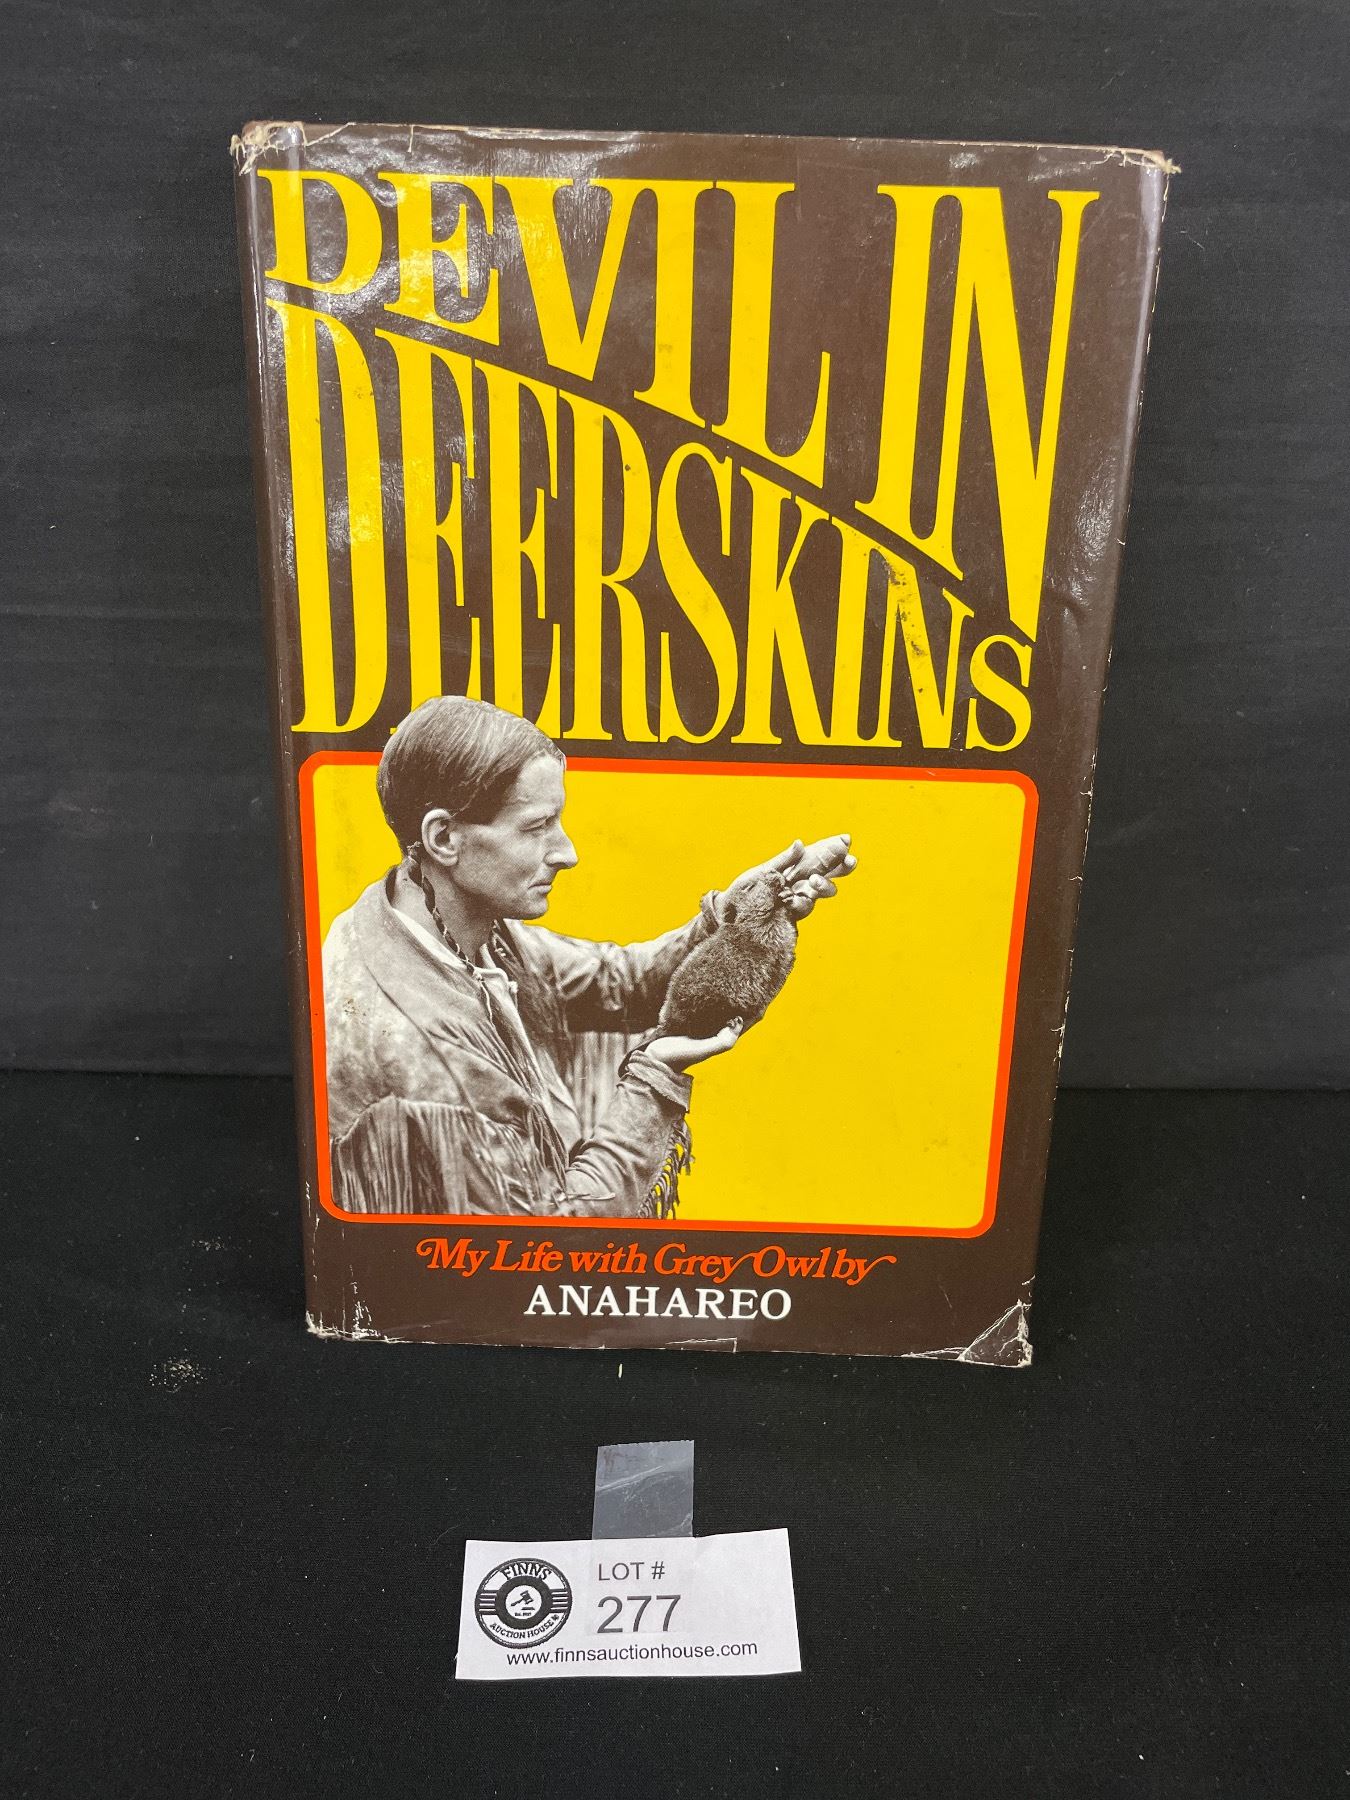 DEVIL IN
DEERSKINS
My Life with Grey Owl by
ANAHAREO
FINNS
AUCTION HOUSE
LOT #
277
www.finnsauctionhouse.com